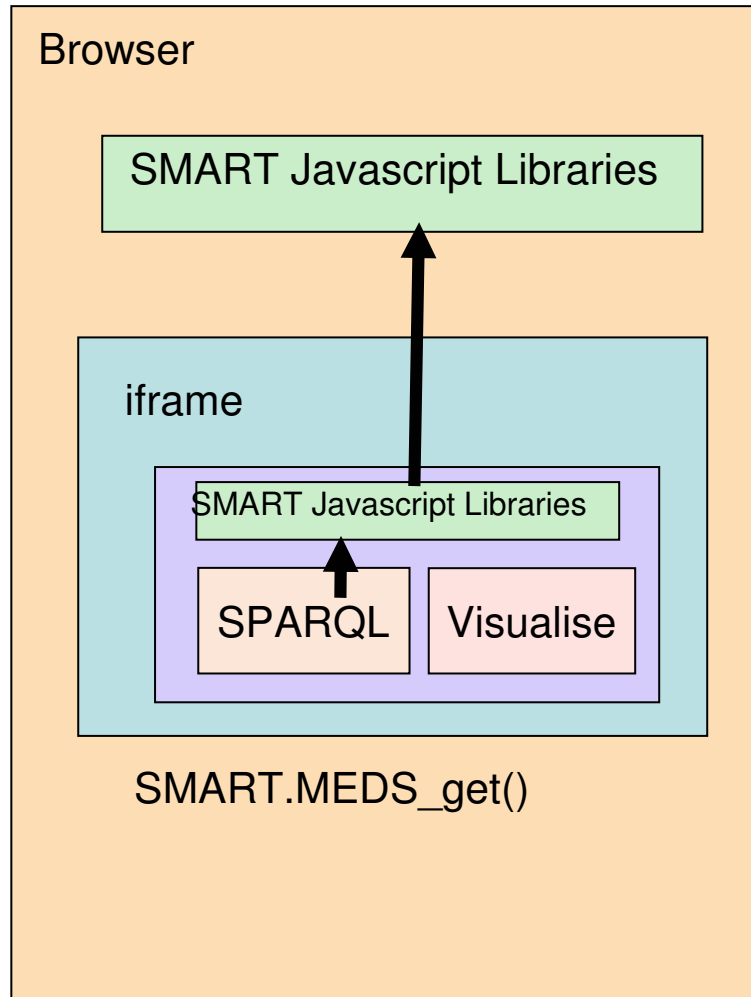 Browser
SMART Javascript Libraries
iframe
SMART Javascript Libraries
SPARQL
Visualise
SMART.MEDS_get()